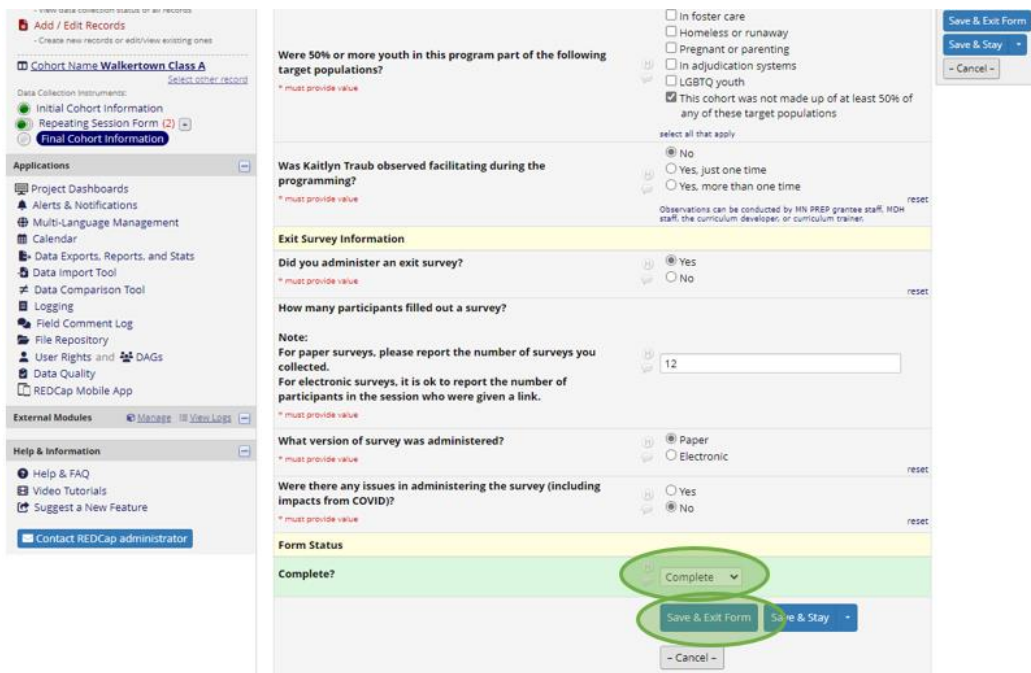 - View data collection status of all records
Add / Edit Records
- Create new records or edit/view existing ones
Cohort Name Walkertown Class A
Select other record
Data Collection Instruments:
Initial Cohort Information
Repeating Session Form (2) +
Final Cohort Information
Applications
Project Dashboards
Alerts & Notifications
Multi-Language Management
Calendar
Data Exports, Reports, and Stats
Data Import Tool
Data Comparison Tool
Logging
Field Comment Log
File Repository
User Rights and DAGs
Data Quality
REDCap Mobile App
External Modules Manage View Logs
Help & Information
Help & FAQ
Video Tutorials
Suggest a New Feature
Contact REDCap administrator
Were 50% or more youth in this program part of the following
target populations?
* must provide value
In foster care
Homeless or runaway
Pregnant or parenting
In adjudication systems
LGBTQ youth
This cohort was not made up of at least 50% of
any of these target populations
select all that apply
Was Kaitlyn Traub observed facilitating during the
programming?
* must provide value
No
Yes, just one time
Yes, more than one time
reset
Observations can be conducted by MN PREP grantee staff, MDH
staff, the curriculum developer, or curriculum trainer.
Exit Survey Information
Did you administer an exit survey?
* must provide value
Yes
No
reset
How many participants filled out a survey?
Note:
For paper surveys, please report the number of surveys you
collected.
For electronic surveys, it is ok to report the number of
participants in the session who were given a link.
* must provide value
12
What version of survey was administered?
* must provide value
Paper
Electronic
reset
Were there any issues in administering the survey (including
impacts from COVID)?
* must provide value
Yes
No
reset
Form Status
Complete?
Complete
Save & Exit Form
Save & Stay
– Cancel –
Save & Exit Form
Save & Stay
– Cancel –